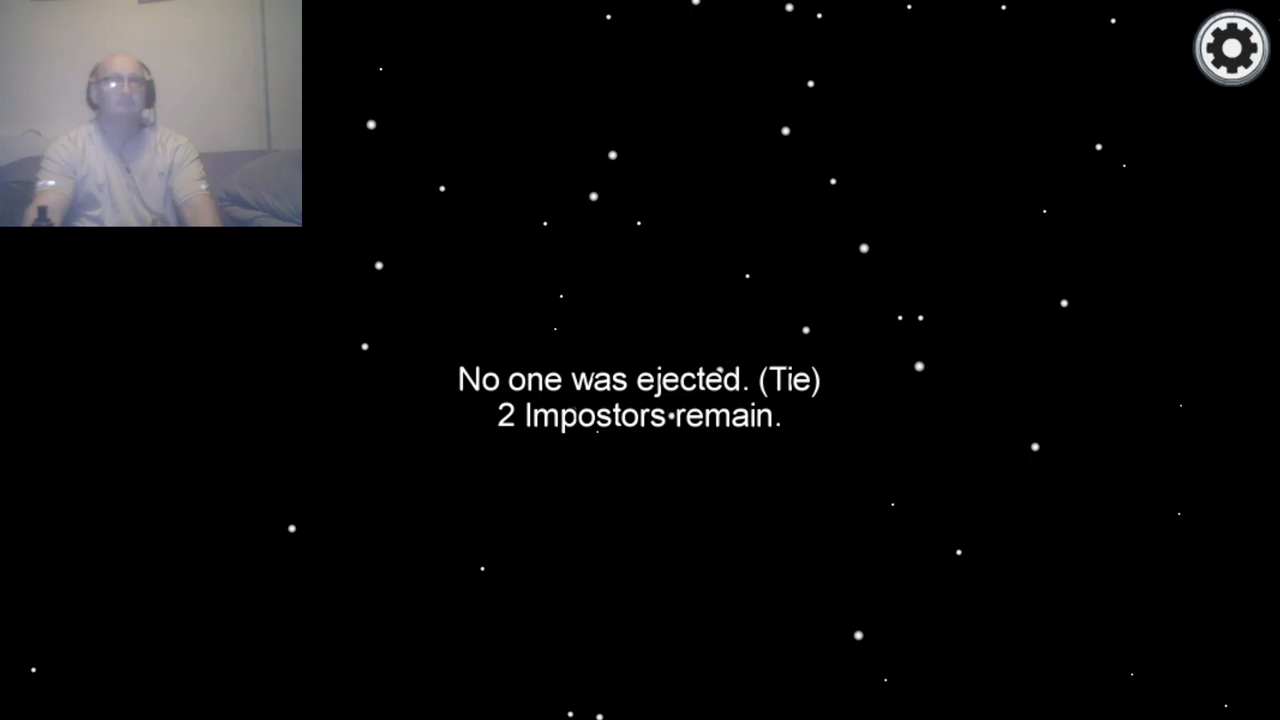 No one was ejected. (Tie)
2 Impostors remain.